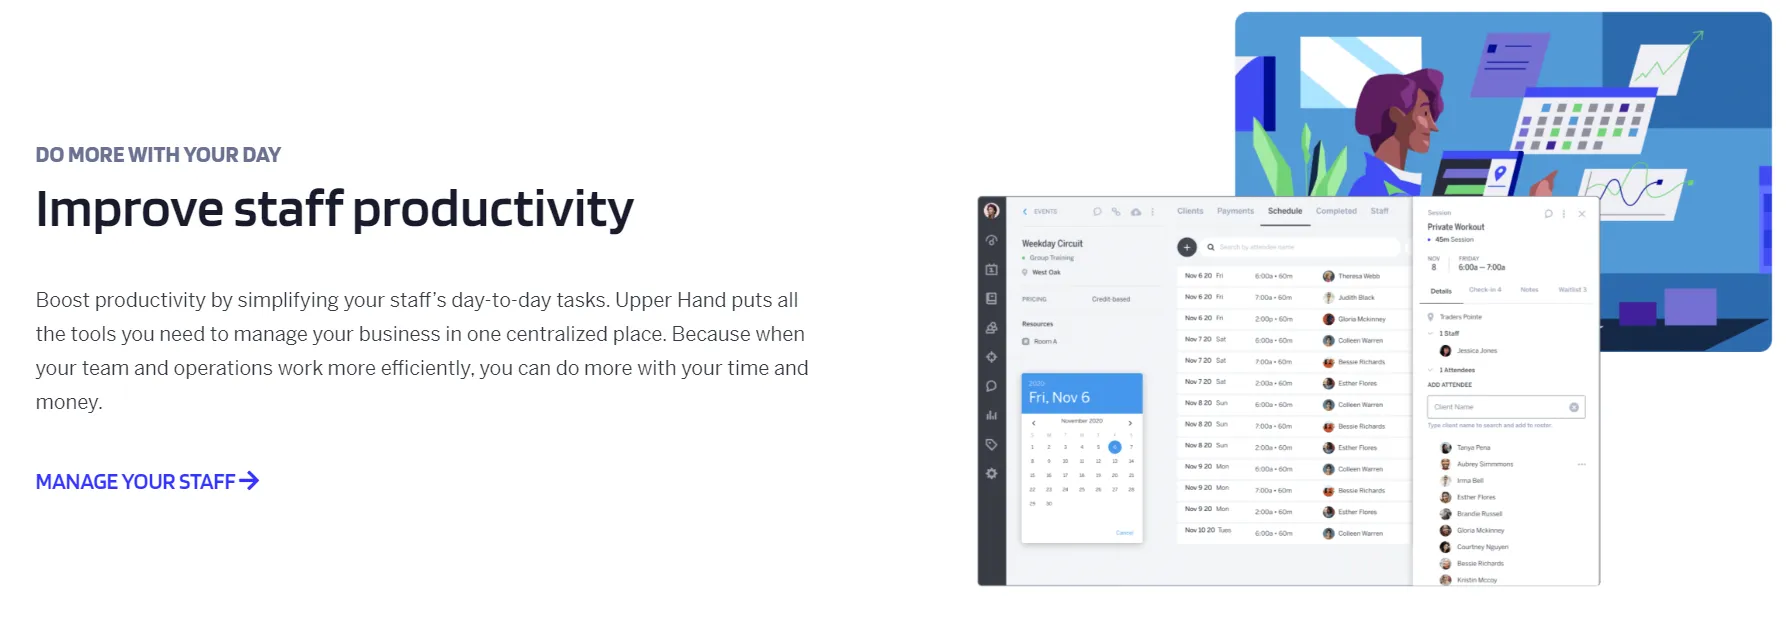 DO MORE WITH YOUR DAY
Improve staff productivity
Boost productivity by simplifying your staff's day-to-day tasks. Upper Hand puts all
the tools you need to manage your business in one centralized place. Because when
your team and operations work more efficiently, you can do more with your time and
money.
MANAGE YOUR STAFF
EVENTS
Weekday Circuit
Group Training
West Oak
PRICING Credit-based
Resources
Room A
2020
Fri, Nov 6
November 2020
S M T W T F S
1 2 3 4 5 6 7
8 9 10 11 12 13 14
15 16 17 18 19 20 21
22 23 24 25 26 27 28
29 30
Cancel
Clients Payments Schedule Completed Staff
Search by attendee name
Nov 6 20 Fri 6:00a • 60m Theresa Webb
Nov 6 20 Fri 7:00a • 60m Judith Black
Nov 6 20 Fri 2:00p • 60m Gloria Mckinney
Nov 7 20 Sat 6:00a • 60m Colleen Warren
Nov 7 20 Sat 7:00a • 60m Bessie Richards
Nov 7 20 Sat 2:00a • 60m Esther Flores
Nov 8 20 Sun 6:00a • 60m Colleen Warren
Nov 8 20 Sun 7:00a • 60m Bessie Richards
Nov 8 20 Sun 2:00a • 60m Esther Flores
Nov 9 20 Mon 6:00a • 60m Colleen Warren
Nov 9 20 Mon 7:00a • 60m Bessie Richards
Nov 9 20 Mon 2:00a • 60m Esther Flores
Nov 10 20 Tues 6:00a • 60m Colleen Warren
Session
Private Workout
• 45m Session
NOV FRIDAY
8 6:00a — 7:00a
Details Check-in 4 Notes Waitlist 3
Traders Pointe
1 Staff
Jessica Jones
1 Attendees
ADD ATTENDEE
Client Name
Type client name to search and add to roster.
Tanya Pena
Aubrey Simmmons
Irma Bell
Esther Flores
Brandie Russell
Gloria Mckinney
Courtney Nguyen
Bessie Richards
Kristin Mccoy